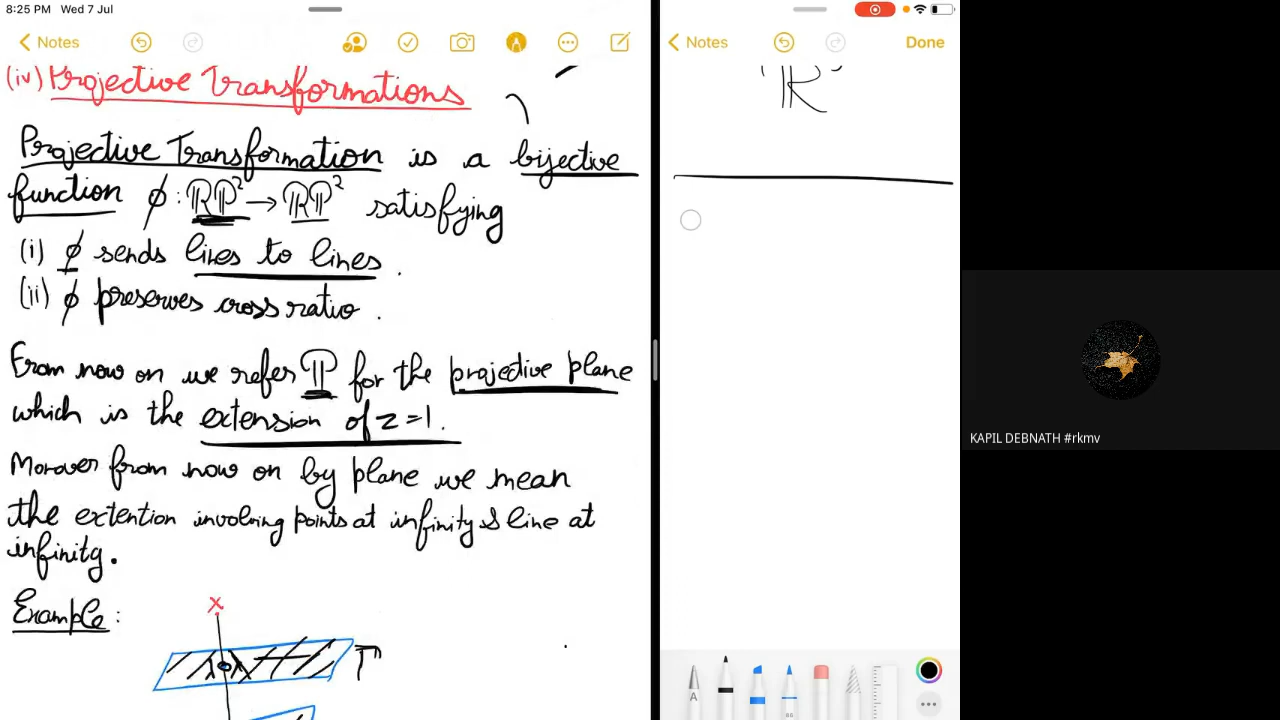 8:25 PM Wed 7 Jul
Notes
(iv) Projective Transformations
Projective Transformation is a bijective
function ϕ : ℝℙ² → ℝℙ² satisfying
(i) ϕ sends lines to lines.
(ii) ϕ preserves cross ratio.
From now on we refer ℙ for the projective plane
which is the extension of z=1.
Morover from now on by plane we mean
the extention involving points at infinity & line at
infinity.
Example :
X
Notes
Done
ℝ
A
KAPIL DEBNATH #rkmv